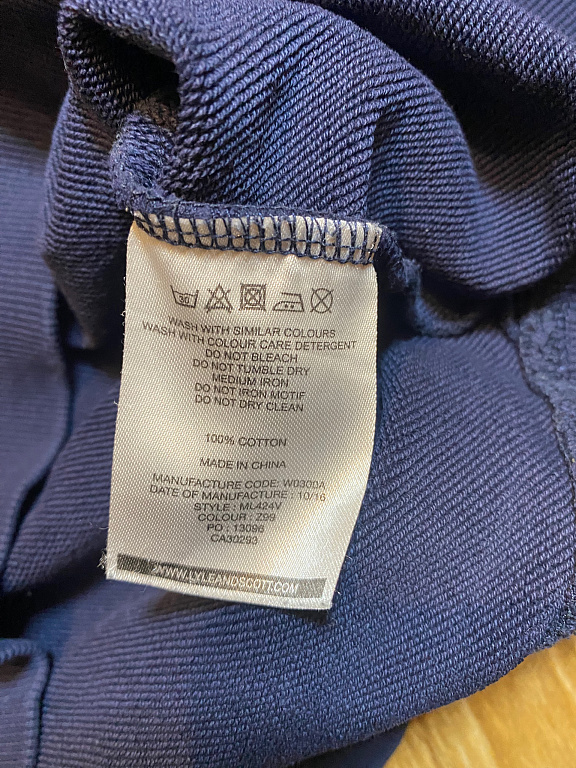 30
WASH WITH SIMILAR COLOURS
WASH WITH COLOUR CARE DETERGENT
DO NOT BLEACH
DO NOT TUMBLE DRY
MEDIUM IRON
DO NOT IRON MOTIF
DO NOT DRY CLEAN
100% COTTON
MADE IN CHINA
MANUFACTURE CODE: W0300A
DATE OF MANUFACTURE : 10/16
STYLE : ML424V
COLOUR : Z99
PO : 13096
CA30293
WWW.LYLEANDSCOTT.COM